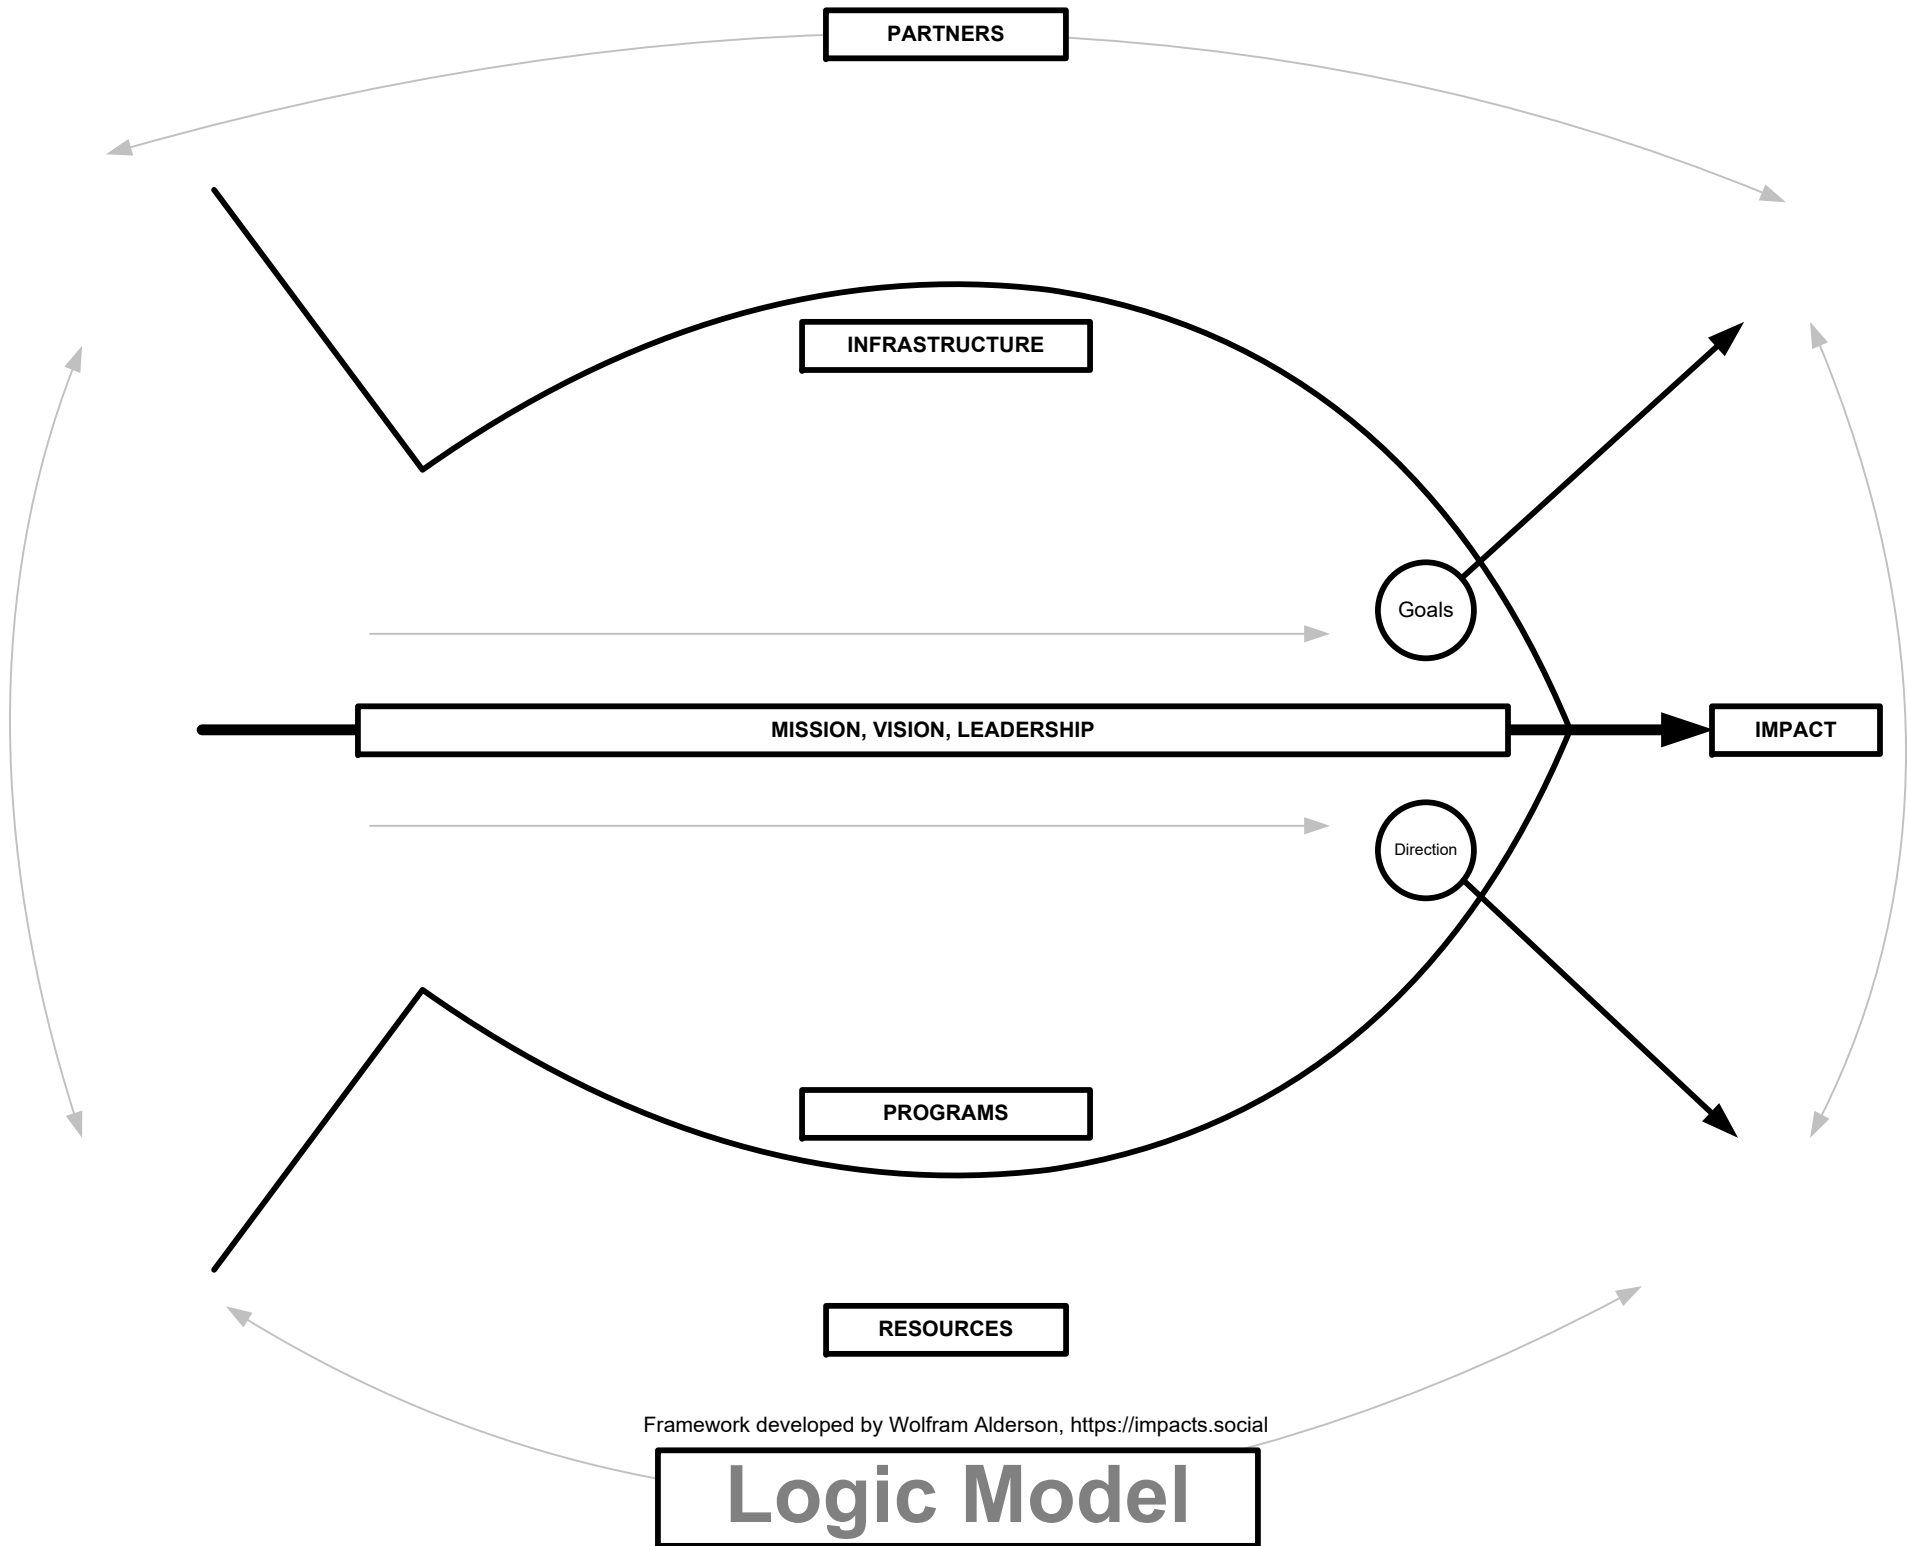 PARTNERS
INFRASTRUCTURE
Goals
MISSION, VISION, LEADERSHIP
IMPACT
Direction
PROGRAMS
RESOURCES
Framework developed by Wolfram Alderson, https://impacts.social
Logic Model